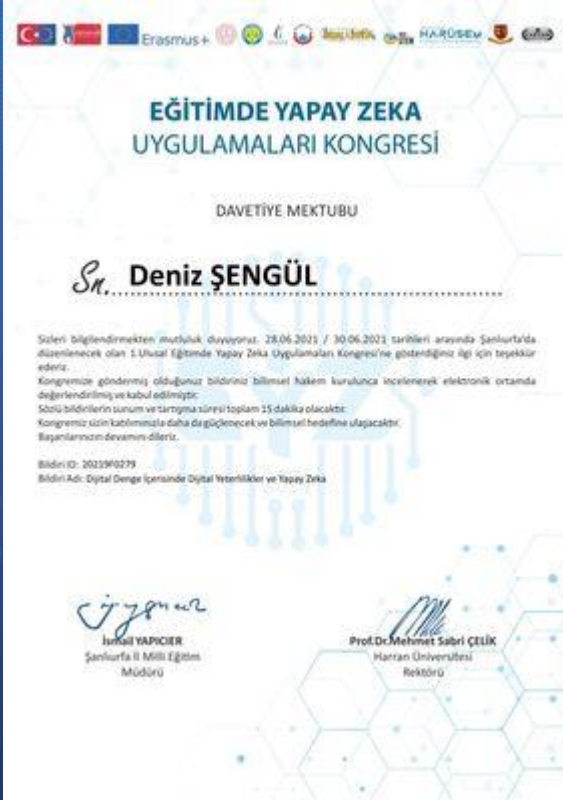 Erasmus+
HARÜSEM
EĞİTİMDE YAPAY ZEKA
UYGULAMALARI KONGRESİ
DAVETİYE MEKTUBU
Sn. Deniz ŞENGÜL
Sizleri bilgilendirmekten mutluluk duyuyoruz. 28.06.2021 / 30.06.2021 tarihleri arasında Şanlıurfa'da
düzenlenecek olan 1.Ulusal Eğitimde Yapay Zeka Uygulamaları Kongresi'ne gösterdiğiniz ilgi için teşekkür
ederiz.
Kongremize göndermiş olduğunuz bildiriniz bilimsel hakem kurulunca incelenerek elektronik ortamda
değerlendirilmiş ve kabul edilmiştir.
Sözlü bildirilerin sunum ve tartışma süresi toplam 15 dakika olacaktır.
Kongremiz sizin katılımınızla daha da güçlenecek ve bilimsel hedefine ulaşacaktır.
Başarılarınızın devamını dileriz.
Bildiri ID: 20219F0279
Bildiri Adı: Dijital Denge İçerisinde Dijital Yeterlilikler ve Yapay Zeka
İsmail YAPICIER
Şanlıurfa İl Milli Eğitim
Müdürü
Prof.Dr.Mehmet Sabri ÇELİK
Harran Üniversitesi
Rektörü